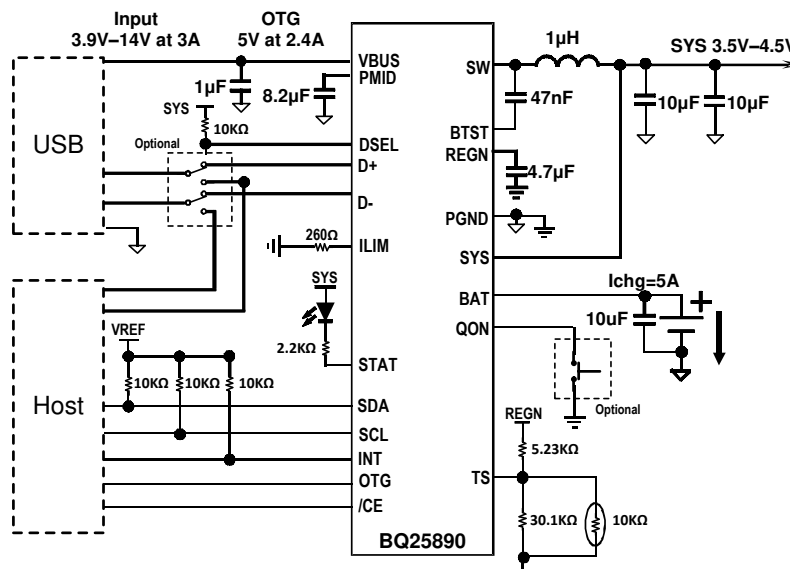 Input
3.9V–14V at 3A
OTG
5V at 2.4A
VBUS
PMID
1µF
8.2µF
SYS
10KΩ
Optional
USB
DSEL
D+
D-
260Ω
ILIM
SYS
2.2KΩ
STAT
VREF
10KΩ
10KΩ
10KΩ
Host
SDA
SCL
INT
OTG
/CE
BQ25890
SW
1µH
SYS 3.5V–4.5V
47nF
10µF
10µF
BTST
REGN
4.7µF
PGND
SYS
Ichg=5A
BAT
+
10uF
QON
Optional
REGN
5.23KΩ
TS
30.1KΩ
10KΩ